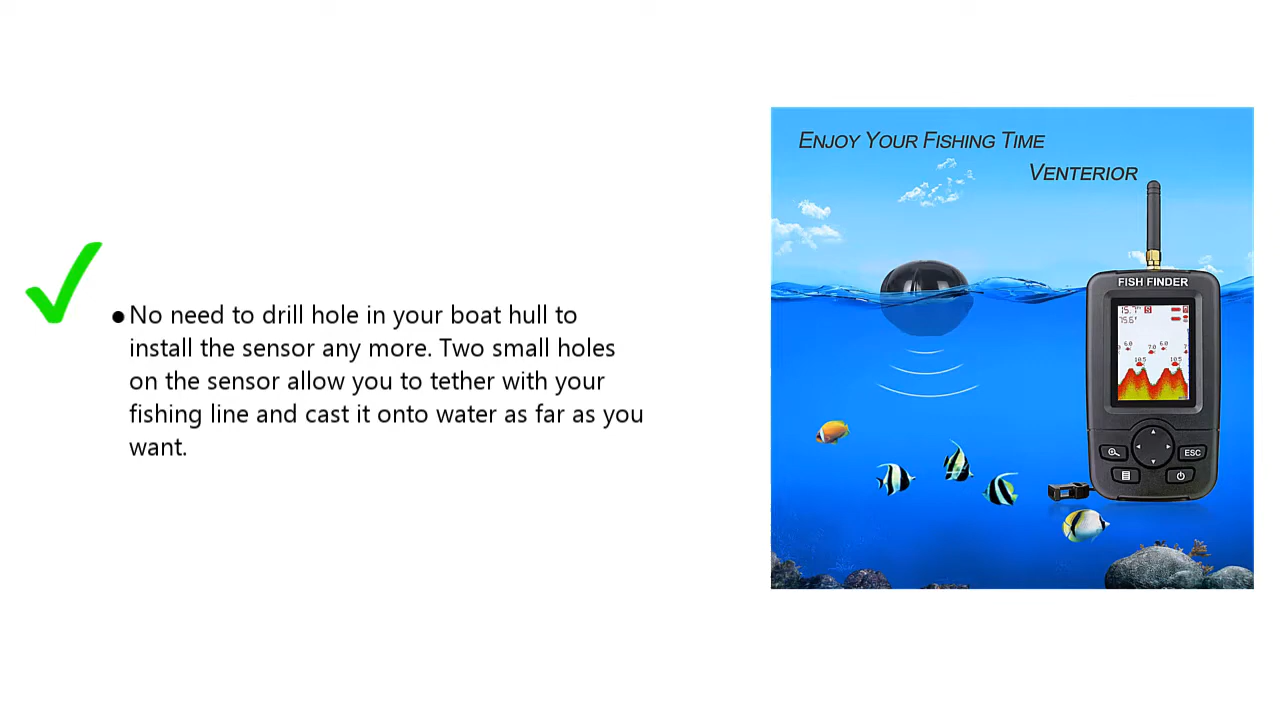 ENJOY YOUR FISHING TIME
VENTERIOR
FISH FINDER
ESC
● No need to drill hole in your boat hull to
install the sensor any more. Two small holes
on the sensor allow you to tether with your
fishing line and cast it onto water as far as you
want.